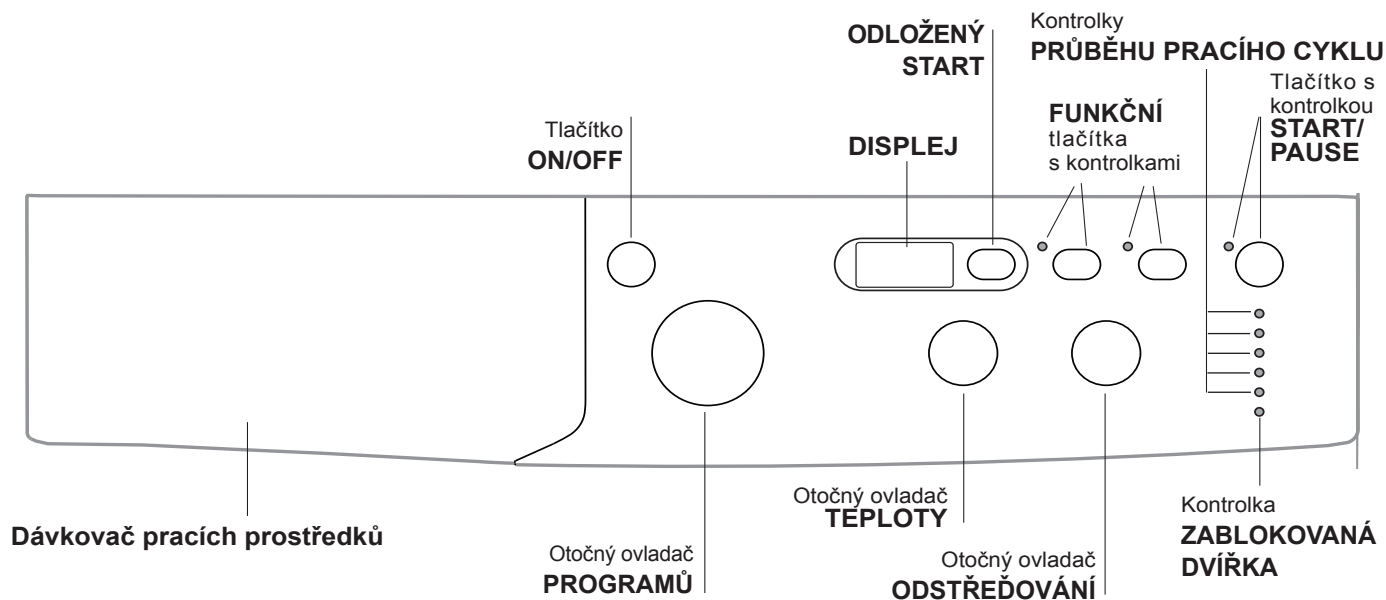 ODLOŽENÝ
START
Kontrolky
PRŮBĚHU PRACÍHO CYKLU
Tlačítko s
kontrolkou
START/
PAUSE
FUNKČNÍ
tlačítka
s kontrolkami
Tlačítko
ON/OFF
DISPLEJ
Dávkovač pracích prostředků
Otočný ovladač
PROGRAMŮ
Otočný ovladač
TEPLOTY
Otočný ovladač
ODSTŘEĎOVÁNÍ
Kontrolka
ZABLOKOVANÁ
DVÍŘKA